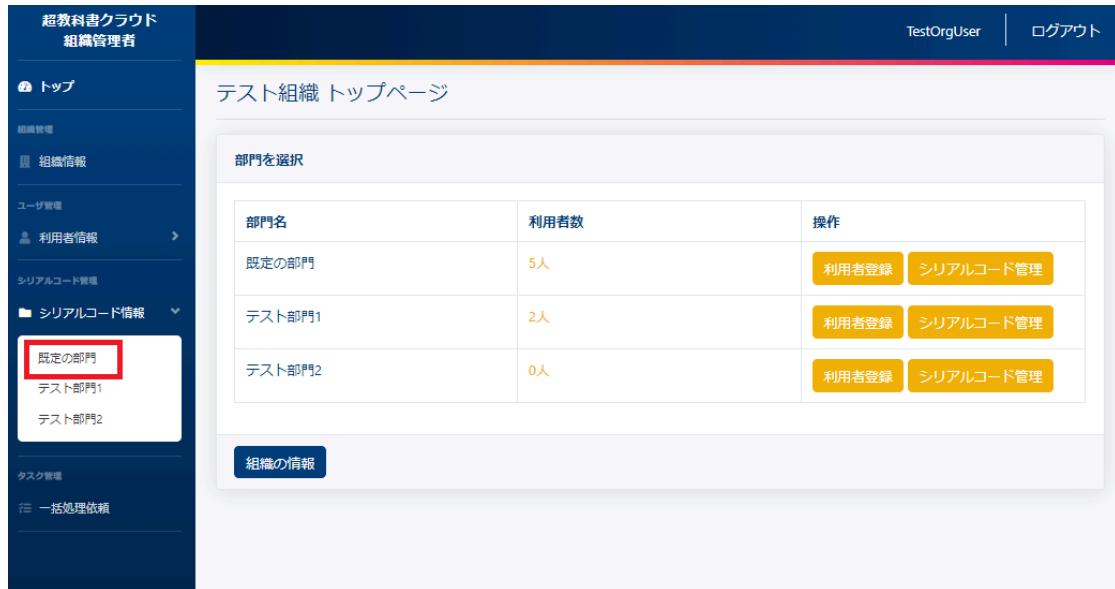 超教科書クラウド
組織管理者
TestOrgUser
ログアウト
トップ
組織管理
組織情報
ユーザ管理
利用者情報
シリアルコード管理
シリアルコード情報
既定の部門
テスト部門1
テスト部門2
タスク管理
一括処理依頼
テスト組織 トップページ
部門を選択
部門名 利用者数 操作
既定の部門 5人 利用者登録 シリアルコード管理
テスト部門1 2人 利用者登録 シリアルコード管理
テスト部門2 0人 利用者登録 シリアルコード管理
組織の情報